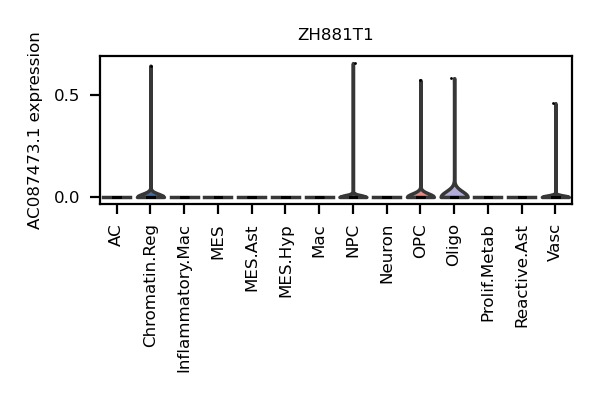 ZH881T1
AC087473.1 expression
0.5
0.0
AC
Chromatin.Reg
Inflammatory.Mac
MES
MES.Ast
MES.Hyp
Mac
NPC
Neuron
OPC
Oligo
Prolif.Metab
Reactive.Ast
Vasc